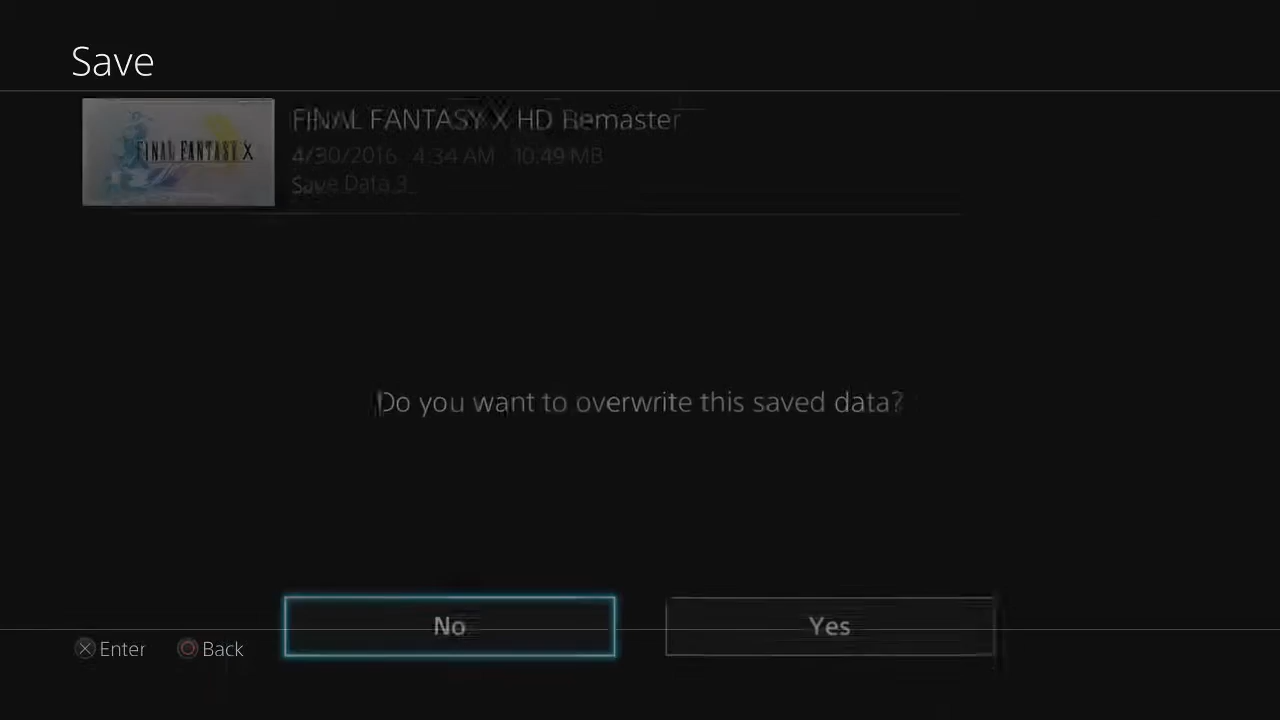 Save
FINAL FANTASY X
FINAL FANTASY X HD Remaster
4/30/2016 4:34 AM 10.49 MB
Save Data 3
Do you want to overwrite this saved data?
No
Yes
Enter
Back